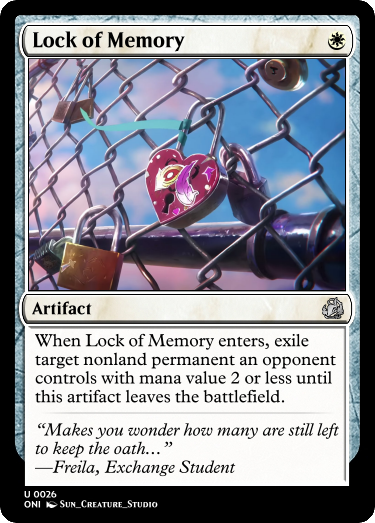 Lock of Memory
Artifact
When Lock of Memory enters, exile
target nonland permanent an opponent
controls with mana value 2 or less until
this artifact leaves the battlefield.
“Makes you wonder how many are still left
to keep the oath…”
—Freila, Exchange Student
U 0026
ONI Sun_Creature_Studio